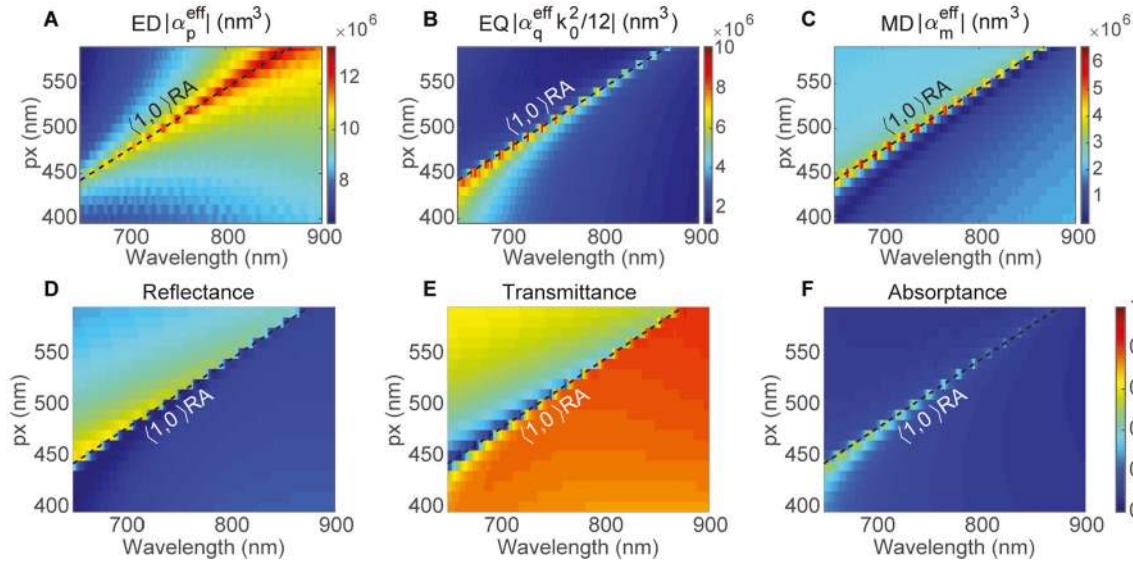 A ED|α_p^eff| (nm³)
×10⁶
12
10
8
px (nm)
550
500
450
400
⟨1,0⟩RA
700 800 900
Wavelength (nm)
B EQ|α_q^eff k₀²/12| (nm³)
×10⁶
10
8
6
4
2
px (nm)
550
500
450
400
⟨1,0⟩RA
700 800 900
Wavelength (nm)
C MD|α_m^eff| (nm³)
×10⁶
6
5
4
3
2
1
px (nm)
550
500
450
400
⟨1,0⟩RA
700 800 900
Wavelength (nm)
D Reflectance
px (nm)
550
500
450
400
⟨1,0⟩RA
700 800 900
Wavelength (nm)
E Transmittance
px (nm)
550
500
450
400
⟨1,0⟩RA
700 800 900
Wavelength (nm)
F Absorptance
px (nm)
550
500
450
400
⟨1,0⟩RA
700 800 900
Wavelength (nm)